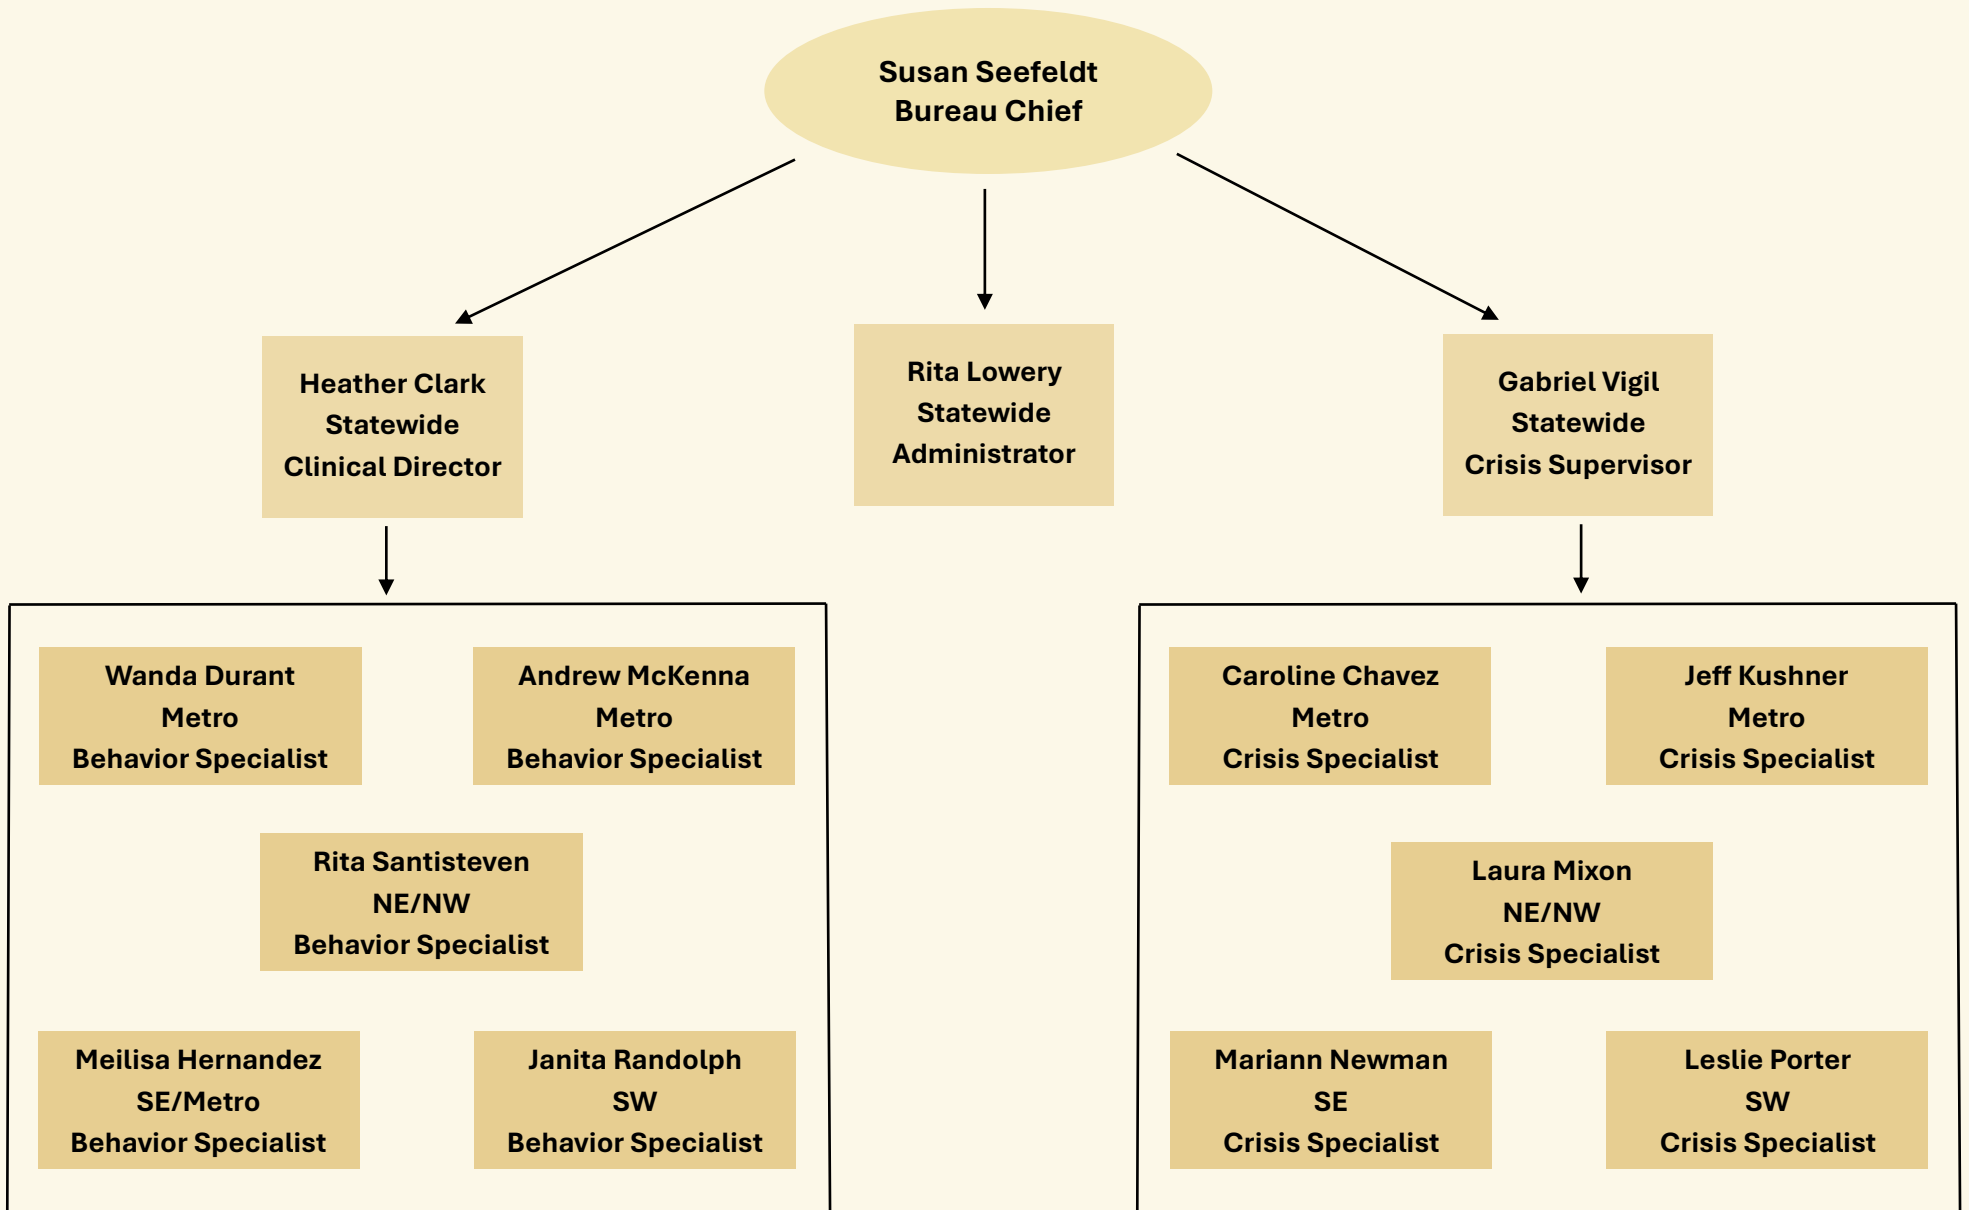 Susan Seefeldt
Bureau Chief
Heather Clark
Statewide
Clinical Director
Rita Lowery
Statewide
Administrator
Gabriel Vigil
Statewide
Crisis Supervisor
Wanda Durant
Metro
Behavior Specialist
Andrew McKenna
Metro
Behavior Specialist
Rita Santisteven
NE/NW
Behavior Specialist
Meilisa Hernandez
SE/Metro
Behavior Specialist
Janita Randolph
SW
Behavior Specialist
Caroline Chavez
Metro
Crisis Specialist
Jeff Kushner
Metro
Crisis Specialist
Laura Mixon
NE/NW
Crisis Specialist
Mariann Newman
SE
Crisis Specialist
Leslie Porter
SW
Crisis Specialist